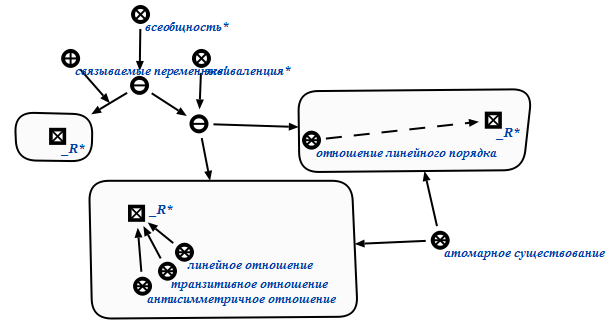 всеобщность*
связываемые переменные*
эквиваленция*
_R*
_R*
отношение линейного порядка
_R*
линейное отношение
транзитивное отношение
антисимметричное отношение
атомарное существование